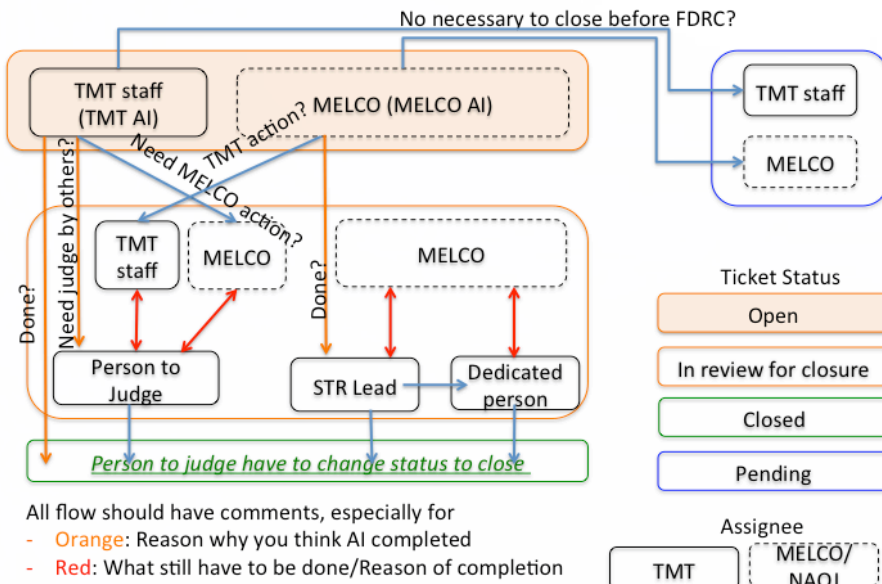 No necessary to close before FDRC?
TMT staff
(TMT AI)
MELCO (MELCO AI)
TMT staff
MELCO
Need MELCO action?
TMT action?
Done?
Need judge by others?
Done?
TMT
staff
MELCO
MELCO
Person to
Judge
STR Lead
Dedicated
person
Person to judge have to change status to close
Ticket Status
Open
In review for closure
Closed
Pending
All flow should have comments, especially for
- Orange: Reason why you think AI completed
- Red: What still have to be done/Reason of completion
Assignee
TMT
MELCO/
NAOJ